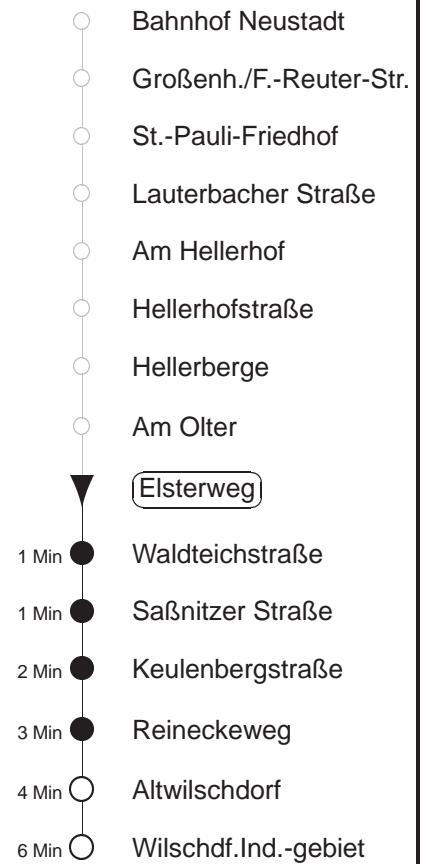 Bahnhof Neustadt
Großenh./F.-Reuter-Str.
St.-Pauli-Friedhof
Lauterbacher Straße
Am Hellerhof
Hellerhofstraße
Hellerberge
Am Olter
Elsterweg
1 Min Waldteichstraße
1 Min Saßnitzer Straße
2 Min Keulenbergstraße
3 Min Reineckeweg
4 Min Altwilschdorf
6 Min Wilschdf.Ind.-gebiet